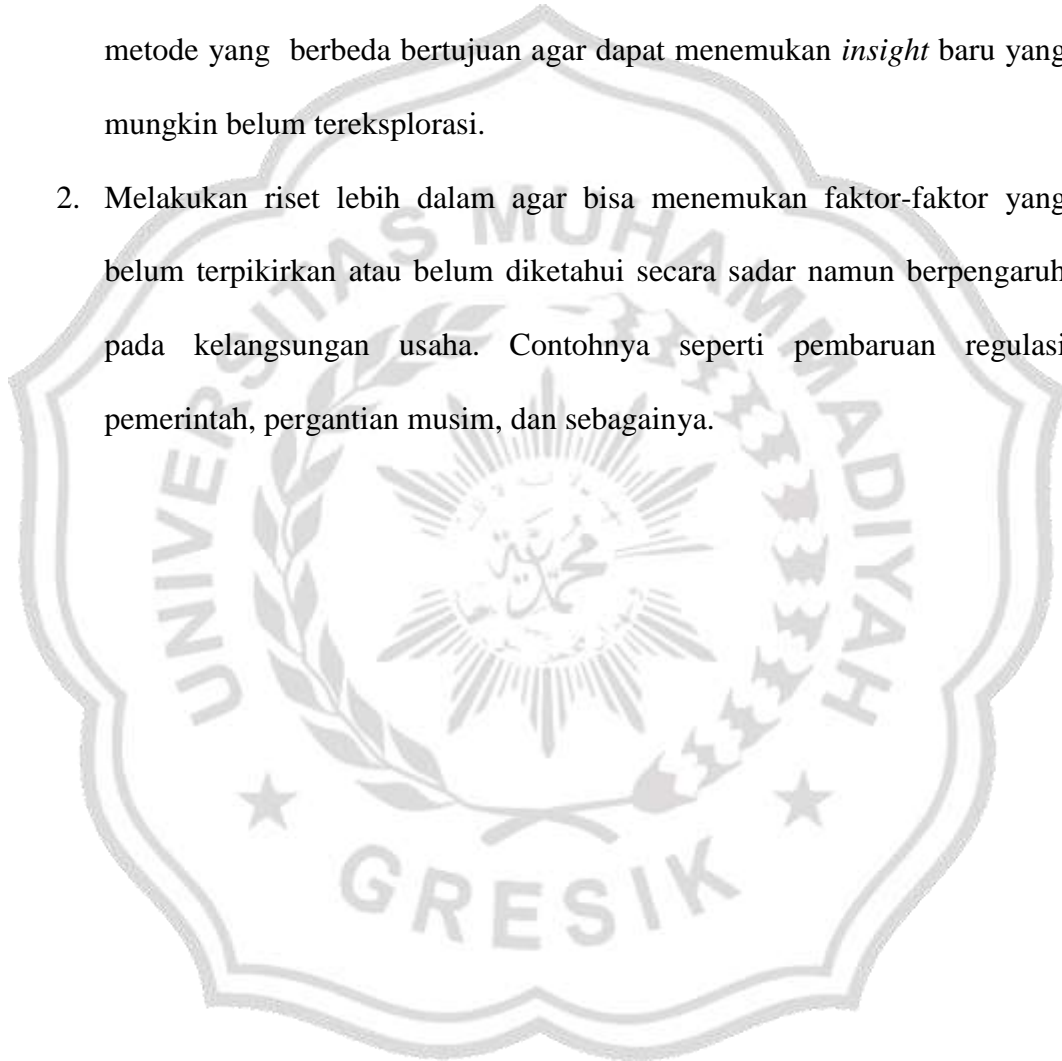 metode yang berbeda bertujuan agar dapat menemukan insight baru yang
mungkin belum tereksplorasi.
2. Melakukan riset lebih dalam agar bisa menemukan faktor-faktor yang
belum terpikirkan atau belum diketahui secara sadar namun berpengaruh
pada kelangsungan usaha. Contohnya seperti pembaruan regulasi
pemerintah, pergantian musim, dan sebagainya.
UNIVERSITAS MUHAMMADIYAH
محمدية
GRESIK